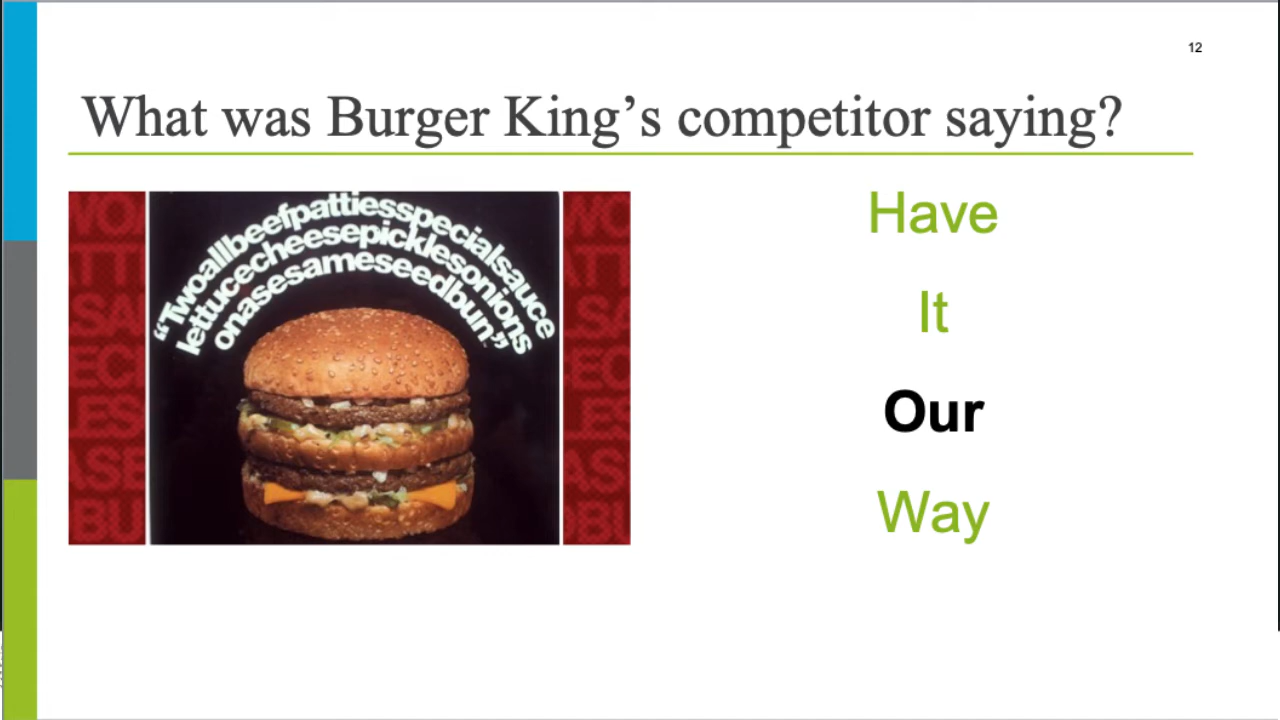 12
What was Burger King’s competitor saying?
“Twoallbeefpattiesspecialsauce
lettucecheesepicklesonions
onasesameseedbun”
Have
It
Our
Way